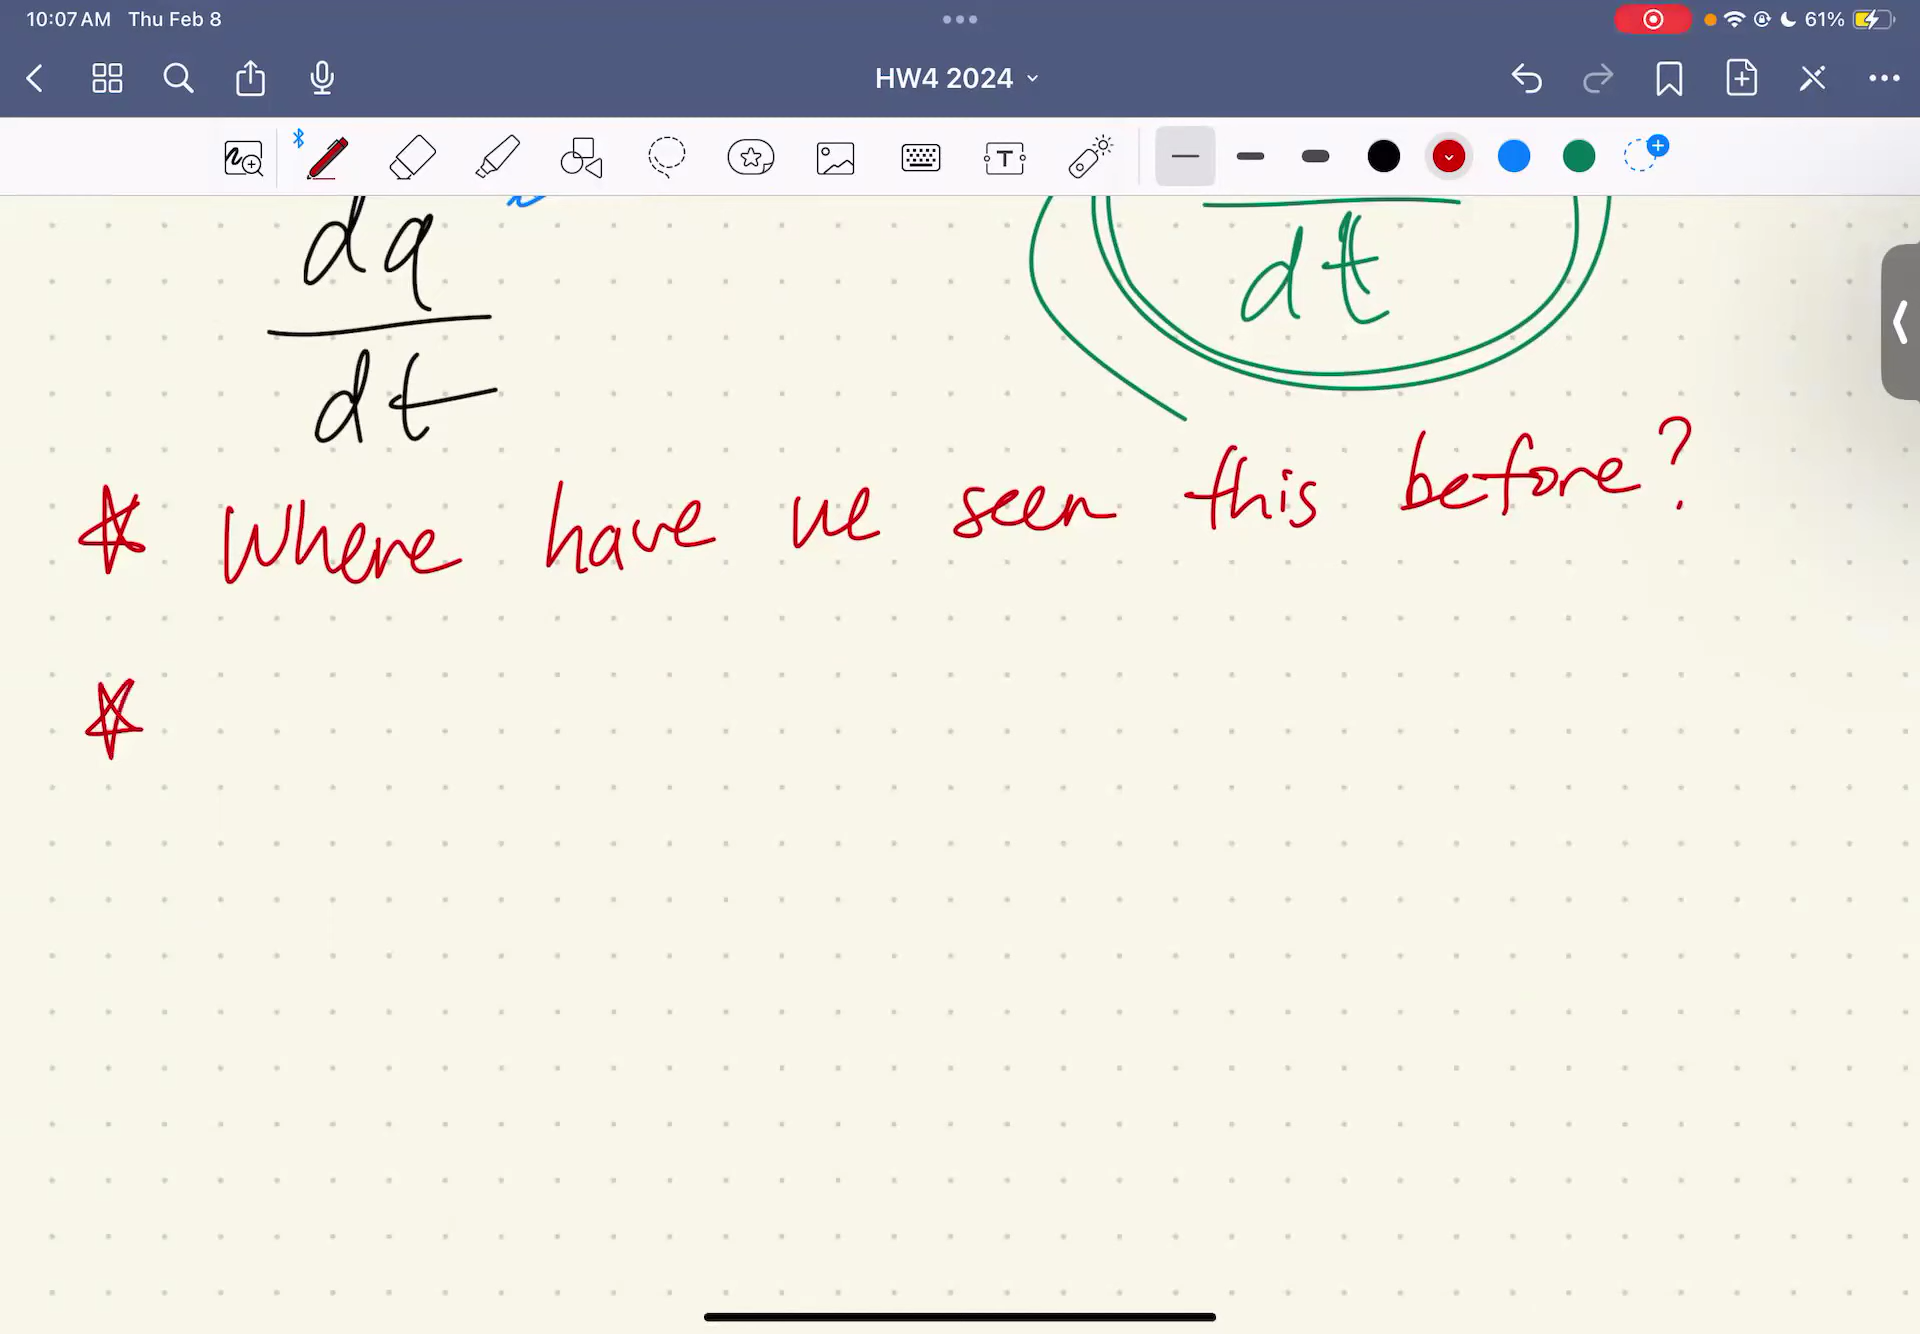 10:07 AM Thu Feb 8
61%
HW4 2024
T
dq
dt
dt
* Where have we seen this before?
*